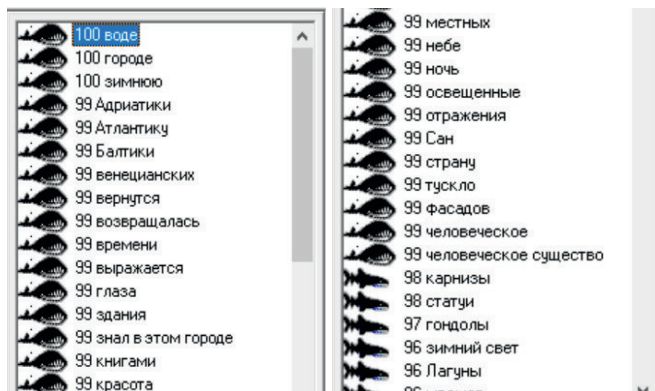 100 воде
100 городе
100 зимнюю
99 Адриатики
99 Атлантику
99 Балтики
99 венецианских
99 вернутся
99 возвращалась
99 времени
99 выражается
99 глаза
99 здания
99 знал в этом городе
99 книгами
99 красота
99 местных
99 небе
99 ночь
99 освещенные
99 отражения
99 Сан
99 страну
99 тускло
99 фасадов
99 человеческое
99 человеческое существо
98 карнизы
98 статуи
97 гондолы
96 зимний свет
96 Лагуны